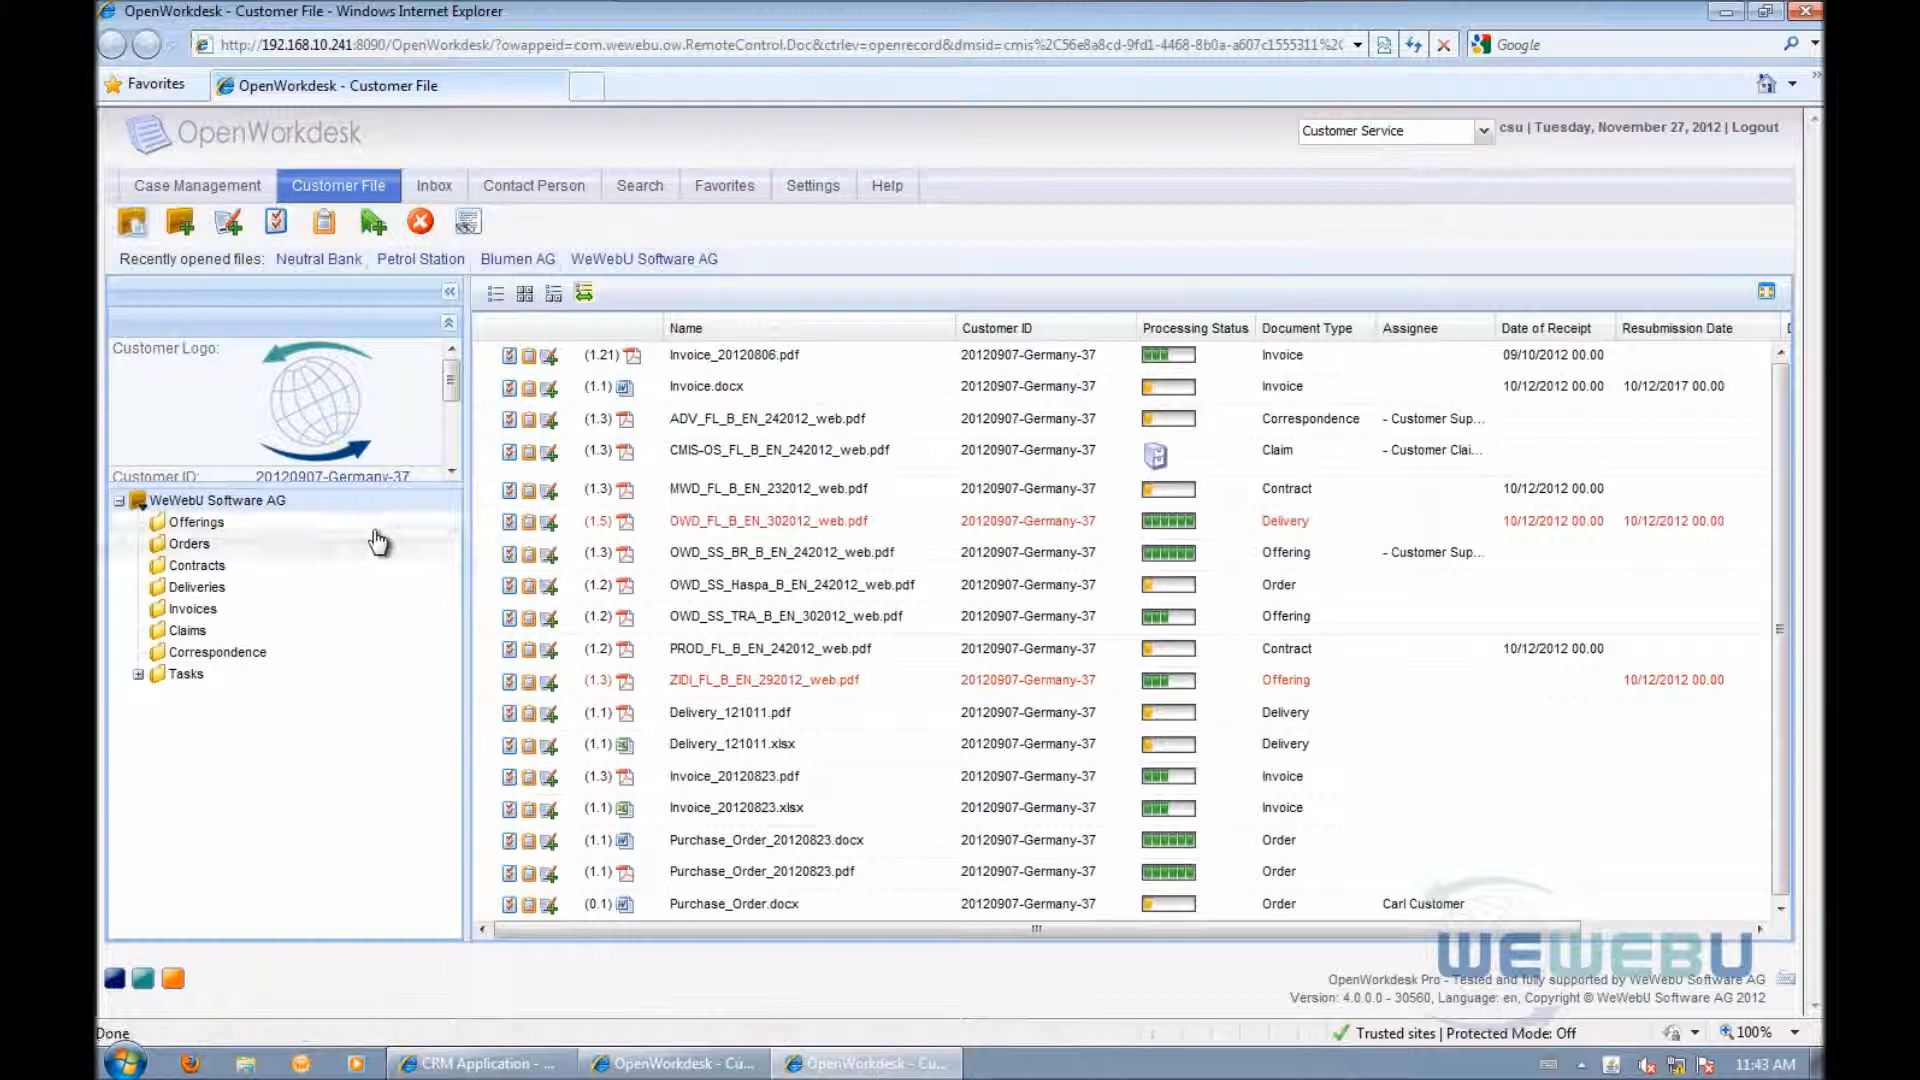 OpenWorkdesk - Customer File - Windows Internet Explorer
http://192.168.10.241:8090/OpenWorkdesk/?owappeid=com.wewebu.ow.RemoteControl.Doc&ctrlev=openrecord&dmsid=cmis%2C56e8a8cd-9fd1-4468-8b0a-a607c1555311%2C
Google
Favorites
OpenWorkdesk - Customer File
OpenWorkdesk
Customer Service
csu | Tuesday, November 27, 2012 | Logout
Case Management Customer File Inbox Contact Person Search Favorites Settings Help
Recently opened files: Neutral Bank Petrol Station Blumen AG WeWebU Software AG
Customer Logo:
Customer ID: 20120907-Germany-37
WeWebU Software AG
Offerings
Orders
Contracts
Deliveries
Invoices
Claims
Correspondence
Tasks
Name Customer ID Processing Status Document Type Assignee Date of Receipt Resubmission Date
(1.21) Invoice_20120806.pdf 20120907-Germany-37 Invoice 09/10/2012 00.00
(1.1) Invoice.docx 20120907-Germany-37 Invoice 10/12/2012 00.00 10/12/2017 00.00
(1.3) ADV_FL_B_EN_242012_web.pdf 20120907-Germany-37 Correspondence - Customer Sup...
(1.3) CMIS-OS_FL_B_EN_242012_web.pdf 20120907-Germany-37 Claim - Customer Clai...
(1.3) MWD_FL_B_EN_232012_web.pdf 20120907-Germany-37 Contract 10/12/2012 00.00
(1.5) OWD_FL_B_EN_302012_web.pdf 20120907-Germany-37 Delivery 10/12/2012 00.00 10/12/2012 00.00
(1.3) OWD_SS_BR_B_EN_242012_web.pdf 20120907-Germany-37 Offering - Customer Sup...
(1.2) OWD_SS_Haspa_B_EN_242012_web.pdf 20120907-Germany-37 Order
(1.2) OWD_SS_TRA_B_EN_302012_web.pdf 20120907-Germany-37 Offering
(1.2) PROD_FL_B_EN_242012_web.pdf 20120907-Germany-37 Contract 10/12/2012 00.00
(1.3) ZIDI_FL_B_EN_292012_web.pdf 20120907-Germany-37 Offering 10/12/2012 00.00
(1.1) Delivery_121011.pdf 20120907-Germany-37 Delivery
(1.1) Delivery_121011.xlsx 20120907-Germany-37 Delivery
(1.3) Invoice_20120823.pdf 20120907-Germany-37 Invoice
(1.1) Invoice_20120823.xlsx 20120907-Germany-37 Invoice
(1.1) Purchase_Order_20120823.docx 20120907-Germany-37 Order
(1.1) Purchase_Order_20120823.pdf 20120907-Germany-37 Order
(0.1) Purchase_Order.docx 20120907-Germany-37 Order Carl Customer
WEWEBU
OpenWorkdesk Pro - Tested and fully supported by WeWebU Software AG
Version: 4.0.0.0 - 30560, Language: en, Copyright © WeWebU Software AG 2012
Done
Trusted sites | Protected Mode: Off
100%
CRM Application - ...
OpenWorkdesk - Cu...
OpenWorkdesk - Cu...
11:43 AM